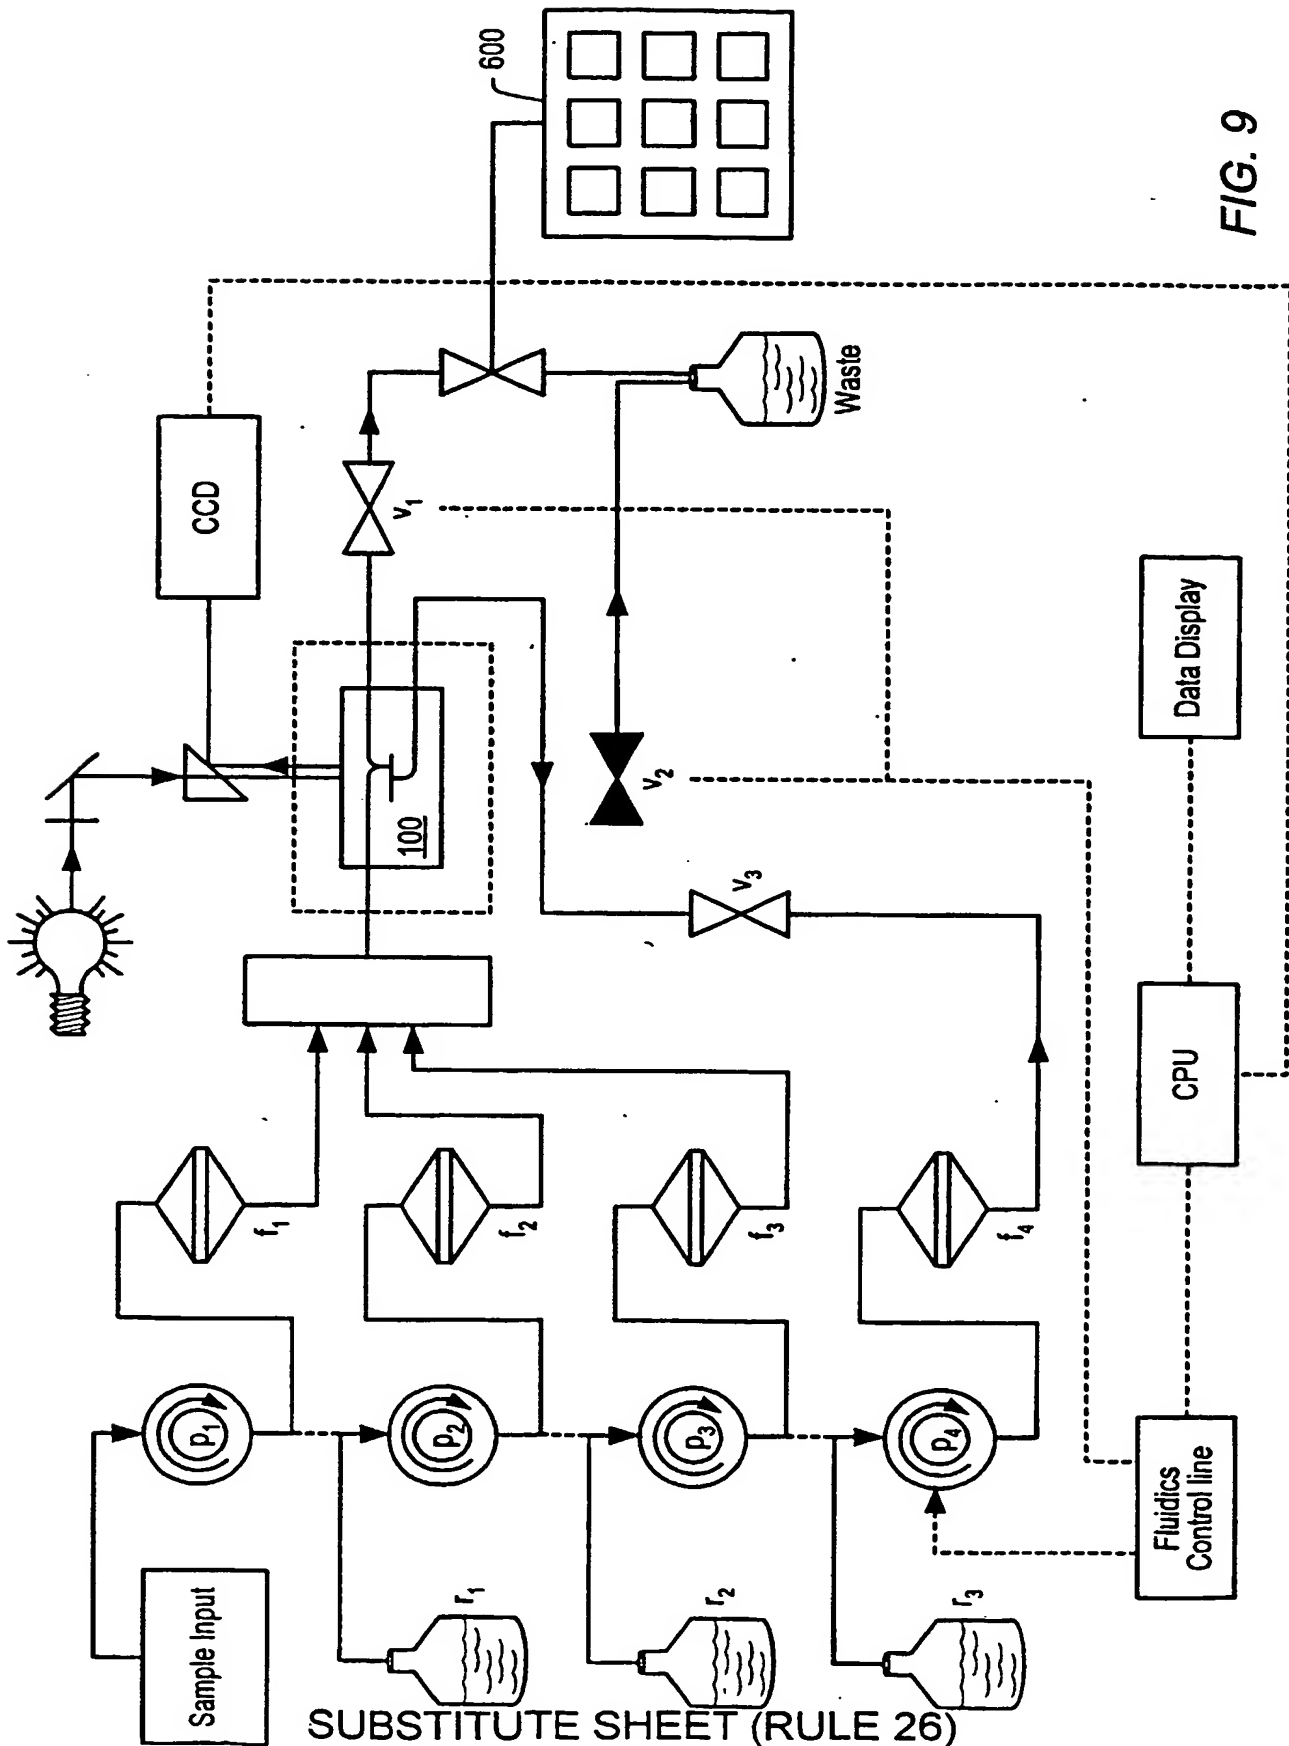 Sample Input
p1
f1
r1
p2
f2
r2
p3
f3
r3
p4
f4
100
CCD
v1
v2
v3
600
Waste
Fluidics
Control line
CPU
Data Display
FIG. 9
SUBSTITUTE SHEET (RULE 26)